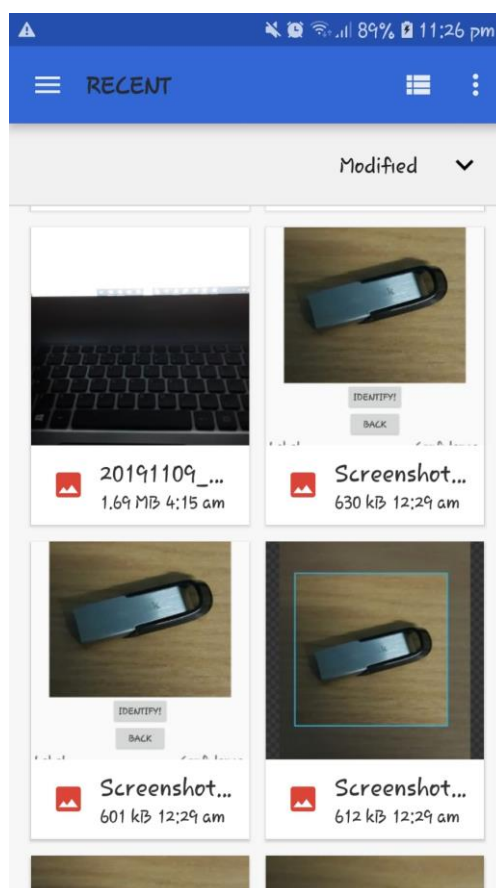 89% 11:26 pm
RECENT
Modified
20191109_...
1.69 MB 4:15 am
IDENTIFY!
BACK
Screenshot...
630 kB 12:29 am
IDENTIFY!
BACK
Screenshot...
601 kB 12:29 am
Screenshot...
612 kB 12:29 am